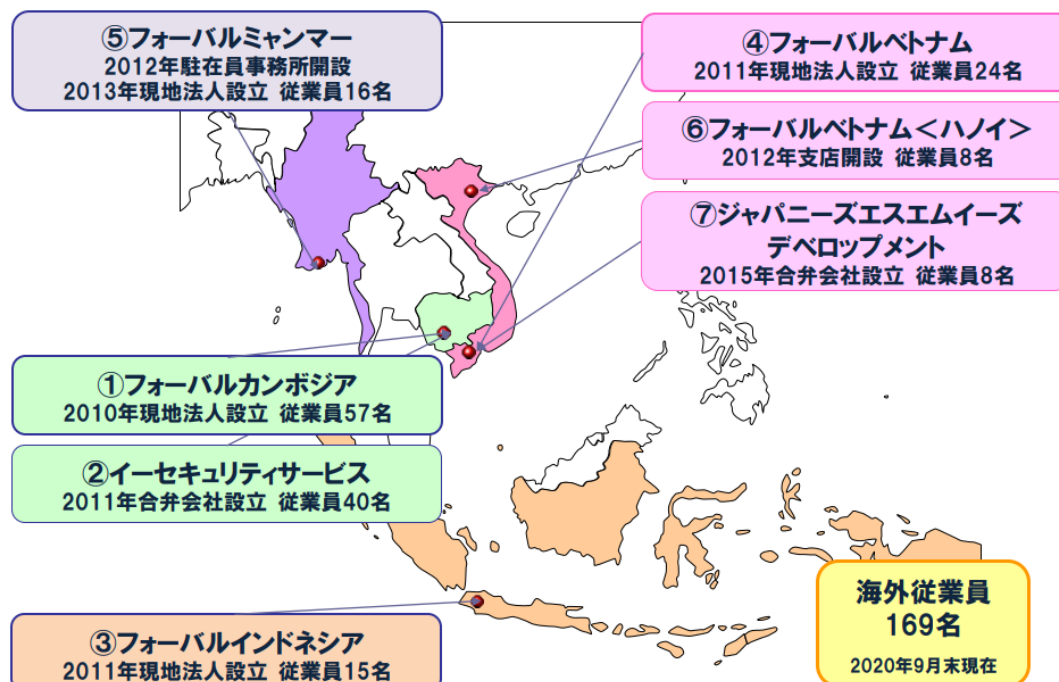 ⑤フォーバルミャンマー
2012年駐在員事務所開設
2013年現地法人設立 従業員16名
④フォーバルベトナム
2011年現地法人設立 従業員24名
⑥フォーバルベトナム＜ハノイ＞
2012年支店開設 従業員8名
⑦ジャパニーズエスエムイーズ
デベロップメント
2015年合弁会社設立 従業員8名
①フォーバルカンボジア
2010年現地法人設立 従業員57名
②イーセキュリティサービス
2011年合弁会社設立 従業員40名
③フォーバルインドネシア
2011年現地法人設立 従業員15名
海外従業員
169名
2020年9月末現在